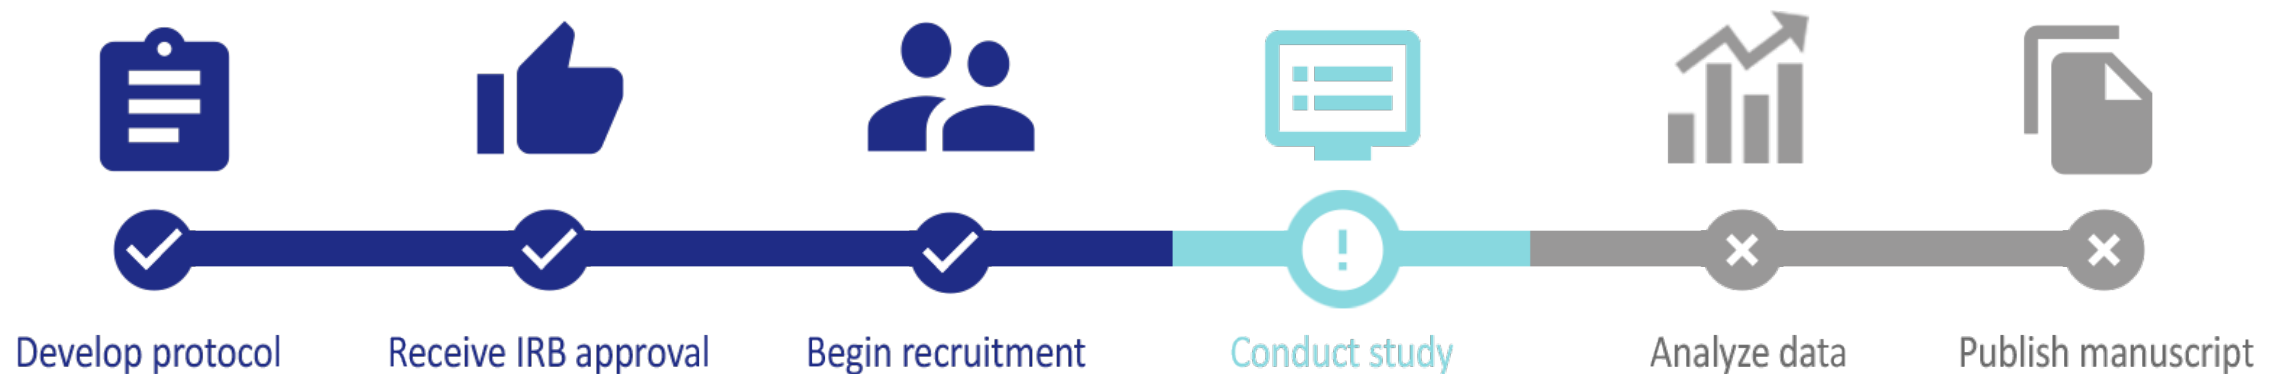 Develop protocol
Receive IRB approval
Begin recruitment
Conduct study
Analyze data
Publish manuscript